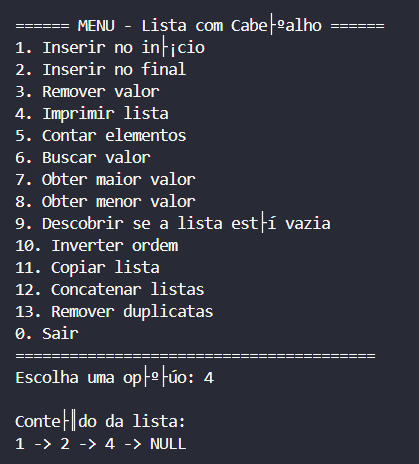 ====== MENU - Lista com Cabe├ºalho ======
1. Inserir no in├¡cio
2. Inserir no final
3. Remover valor
4. Imprimir lista
5. Contar elementos
6. Buscar valor
7. Obter maior valor
8. Obter menor valor
9. Descobrir se a lista est├í vazia
10. Inverter ordem
11. Copiar lista
12. Concatenar listas
13. Remover duplicatas
0. Sair
========================================
Escolha uma op├º├úo: 4
Conte├║do da lista:
1 -> 2 -> 4 -> NULL